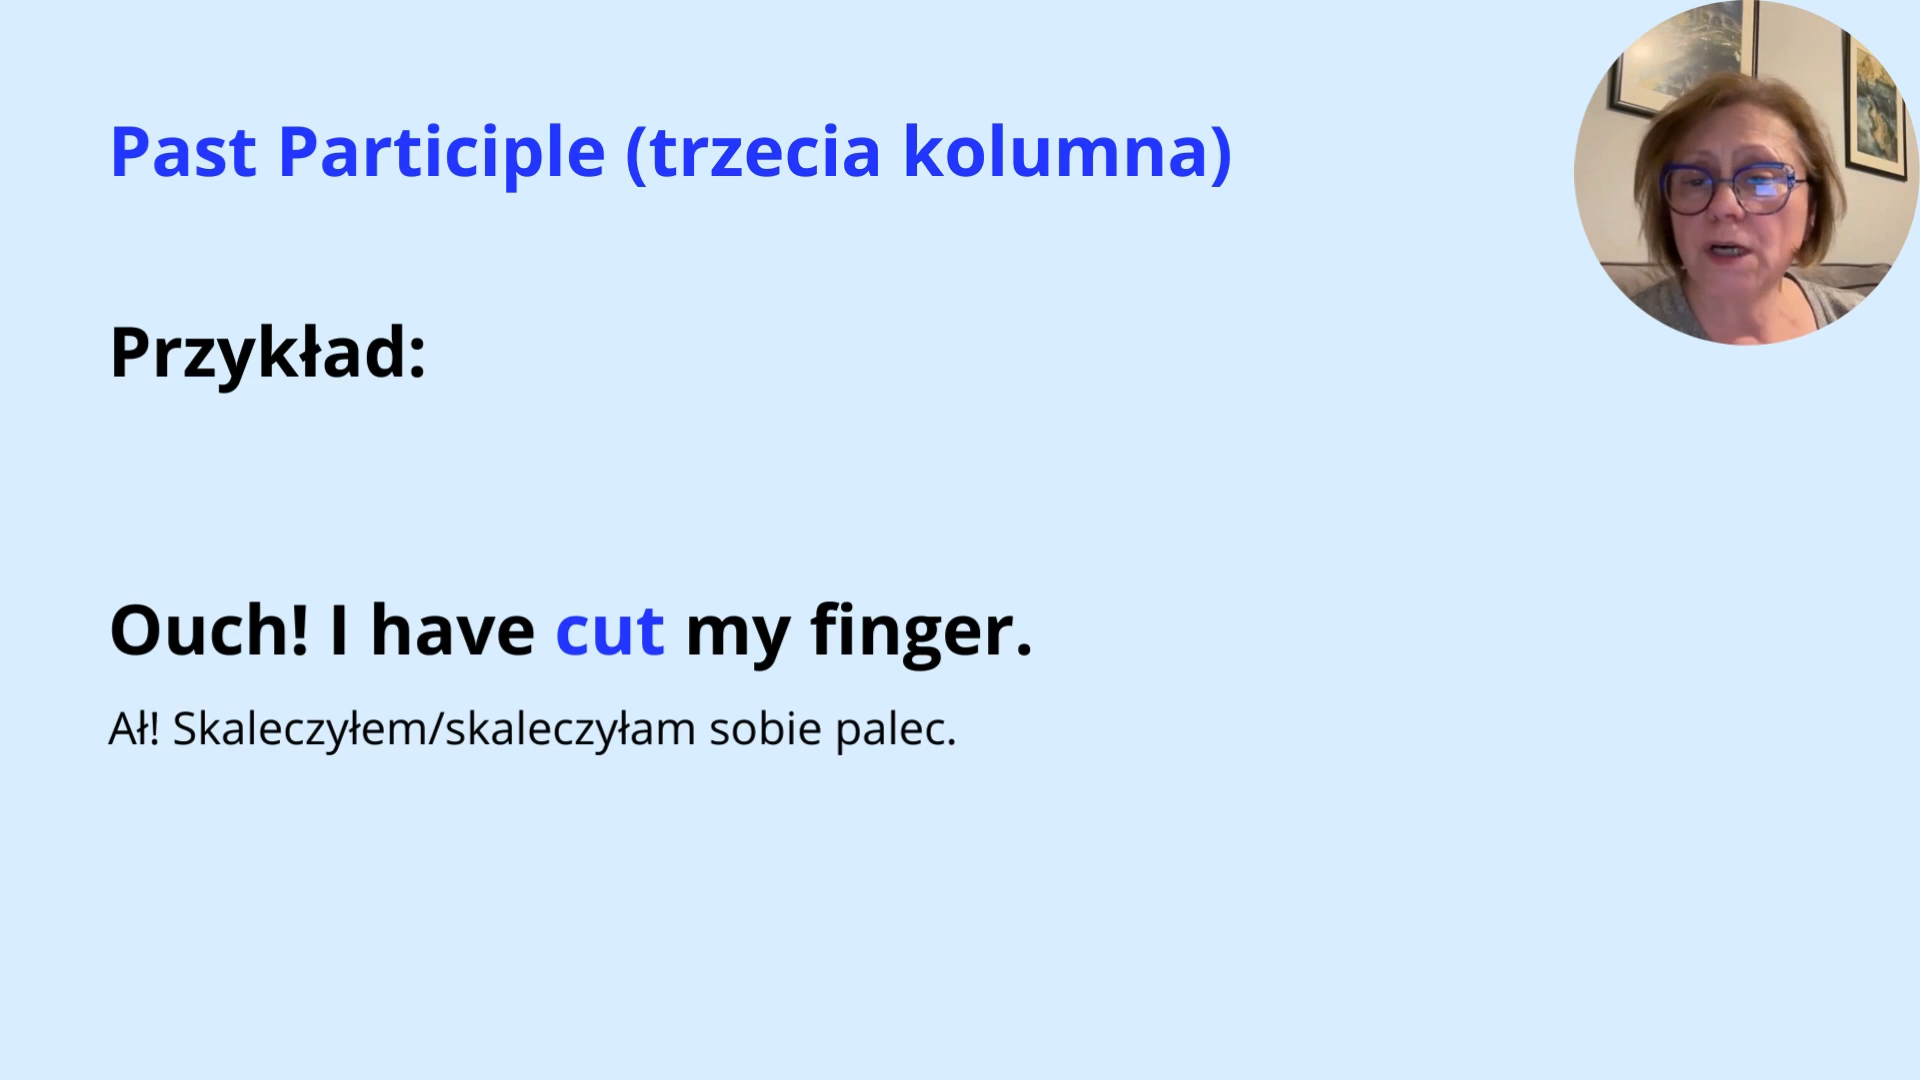 Past Participle (trzecia kolumna)
Przykład:
Ouch! I have cut my finger.
Ał! Skaleczyłem/skaleczyłam sobie palec.